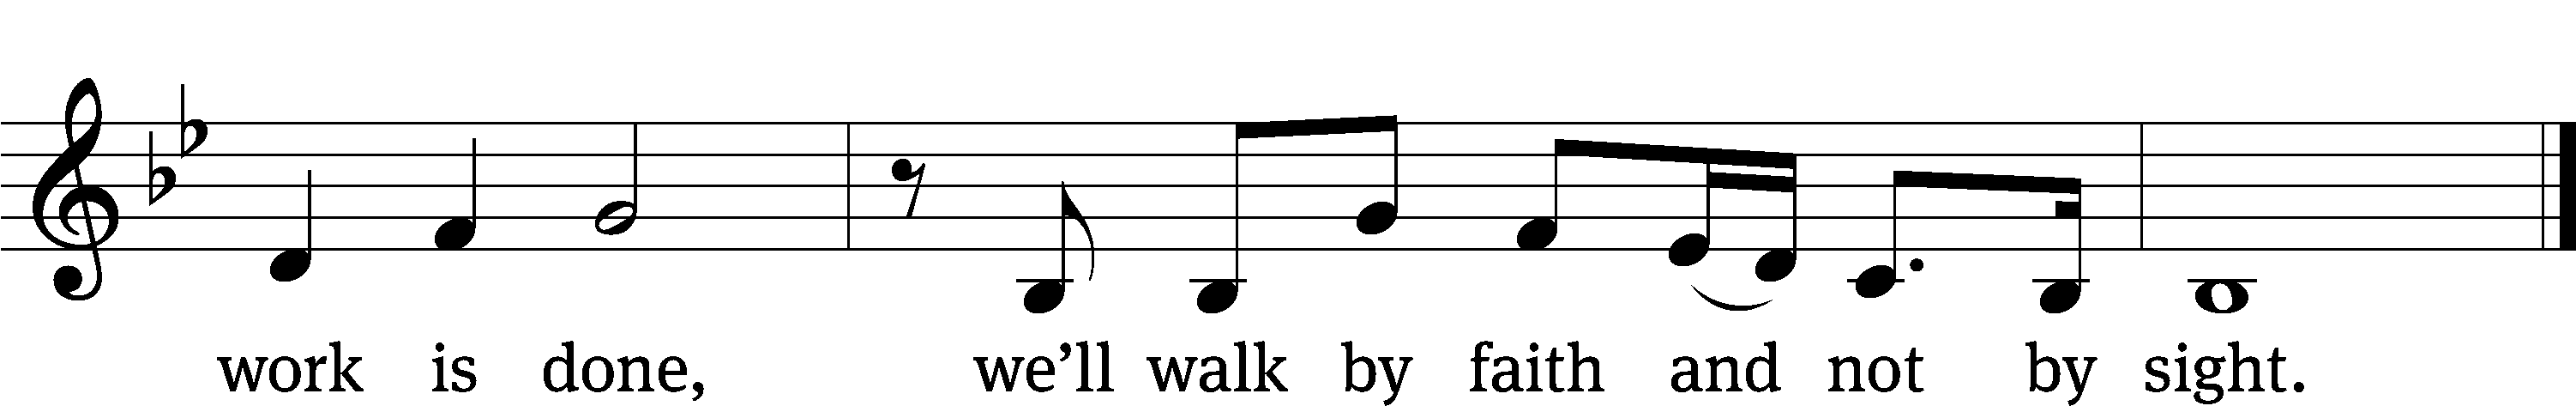 work is done, we’ll walk by faith and not by sight.